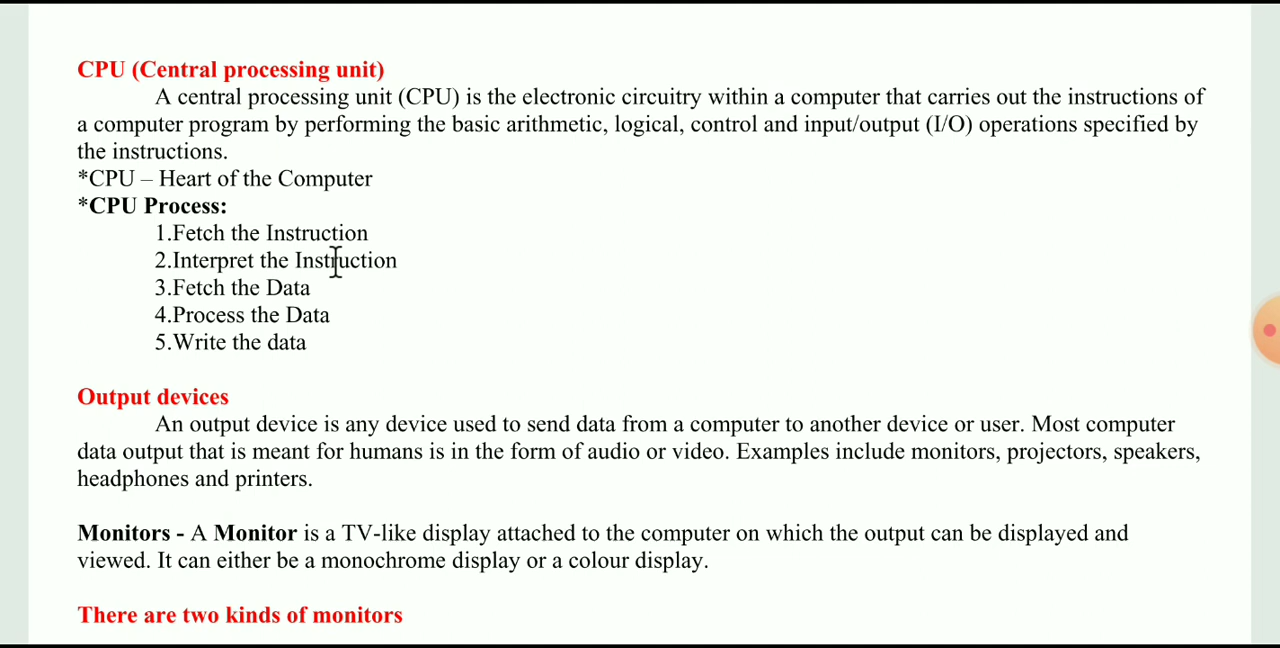 CPU (Central processing unit)
A central processing unit (CPU) is the electronic circuitry within a computer that carries out the instructions of
a computer program by performing the basic arithmetic, logical, control and input/output (I/O) operations specified by
the instructions.
*CPU – Heart of the Computer
*CPU Process:
1.Fetch the Instruction
2.Interpret the Instruction
3.Fetch the Data
4.Process the Data
5.Write the data
Output devices
An output device is any device used to send data from a computer to another device or user. Most computer
data output that is meant for humans is in the form of audio or video. Examples include monitors, projectors, speakers,
headphones and printers.
Monitors - A Monitor is a TV-like display attached to the computer on which the output can be displayed and
viewed. It can either be a monochrome display or a colour display.
There are two kinds of monitors